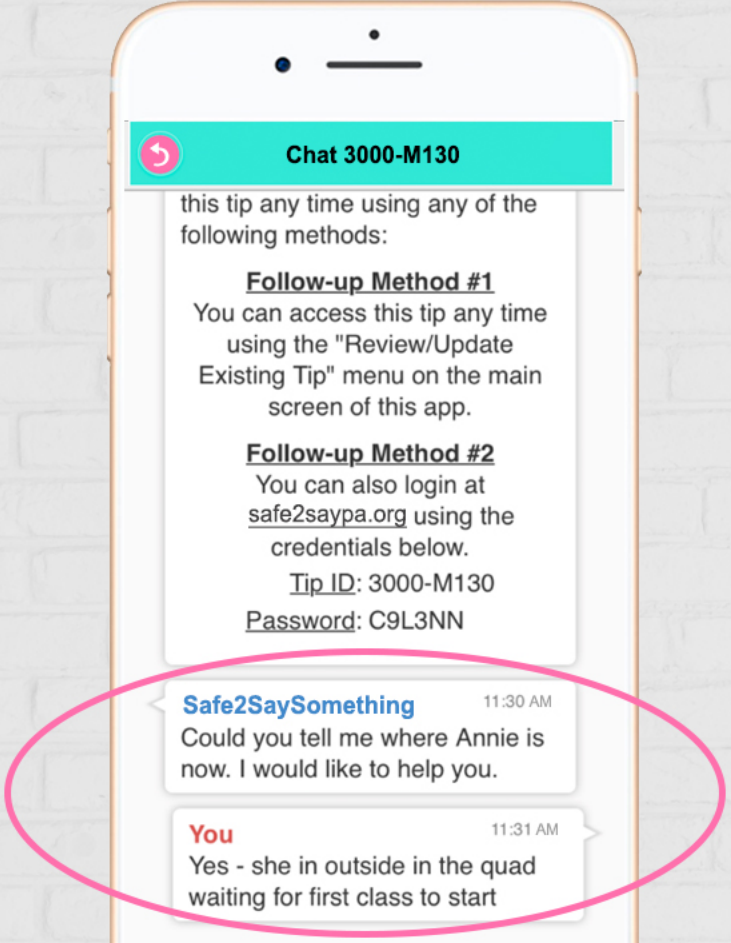 Chat 3000-M130
this tip any time using any of the
following methods:
Follow-up Method #1
You can access this tip any time
using the "Review/Update
Existing Tip" menu on the main
screen of this app.
Follow-up Method #2
You can also login at
safe2saypa.org using the
credentials below.
Tip ID: 3000-M130
Password: C9L3NN
Safe2SaySomething 11:30 AM
Could you tell me where Annie is
now. I would like to help you.
You 11:31 AM
Yes - she in outside in the quad
waiting for first class to start